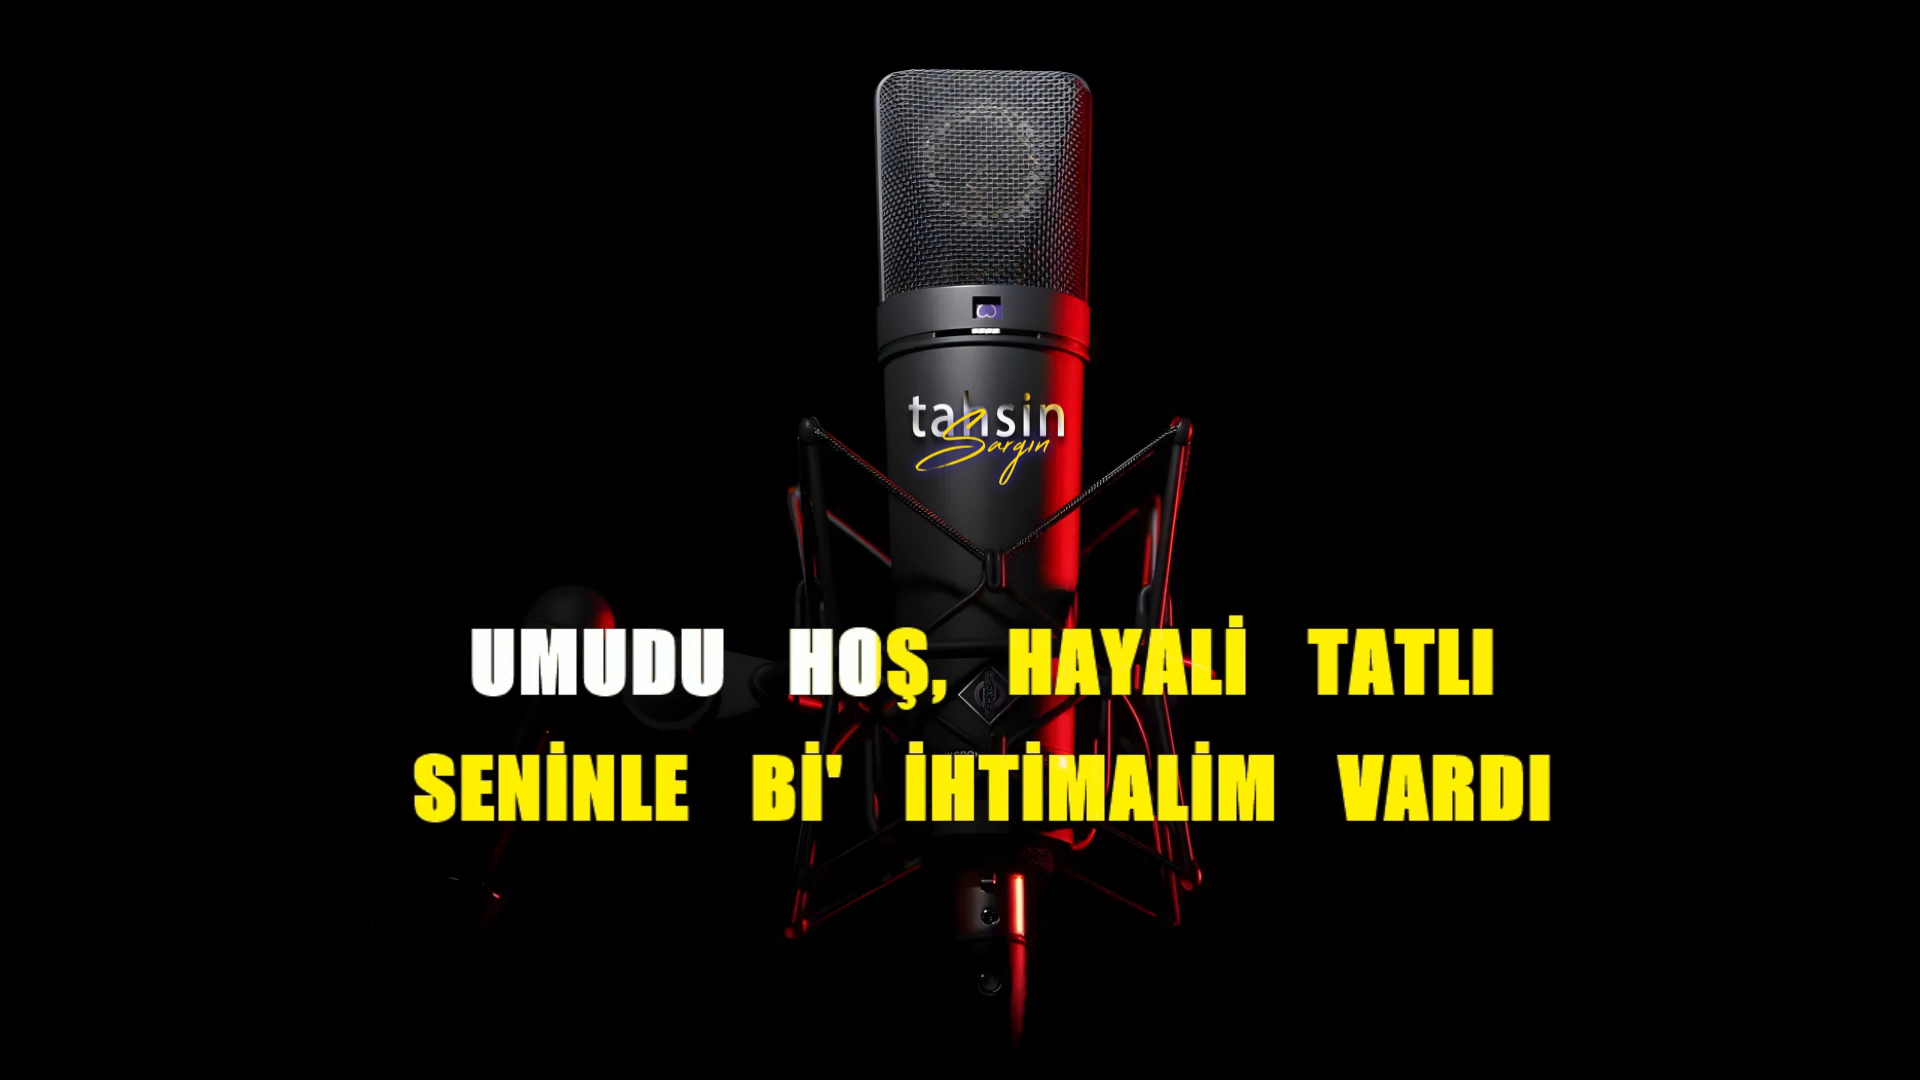 tahsin
Sargın
UMUDU HOŞ, HAYALİ TATLI
SENİNLE Bİ' İHTİMALİM VARDI